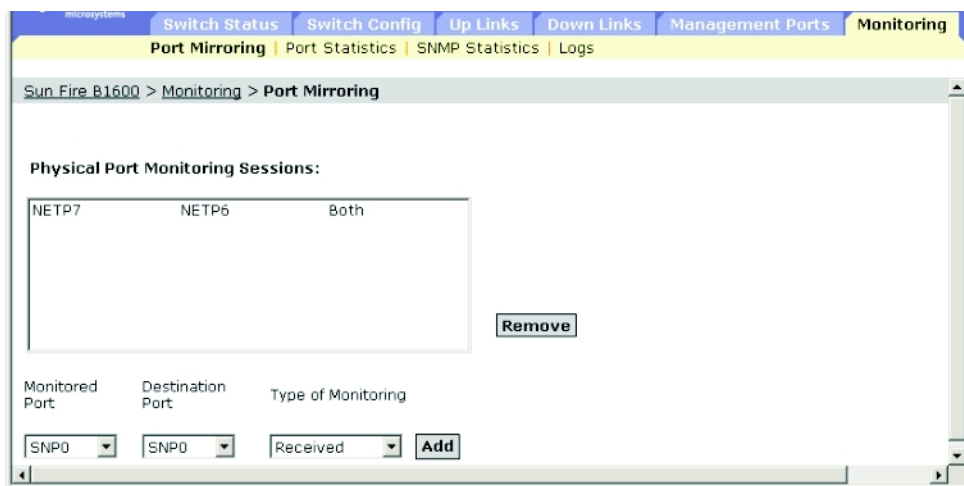 microsystems
Switch Status Switch Config Up Links Down Links Management Ports Monitoring
Port Mirroring | Port Statistics | SNMP Statistics | Logs
Sun Fire B1600 > Monitoring > Port Mirroring
Physical Port Monitoring Sessions:
NETP7 NETP6 Both
Remove
Monitored Port
Destination Port
Type of Monitoring
SNP0 SNP0 Received Add